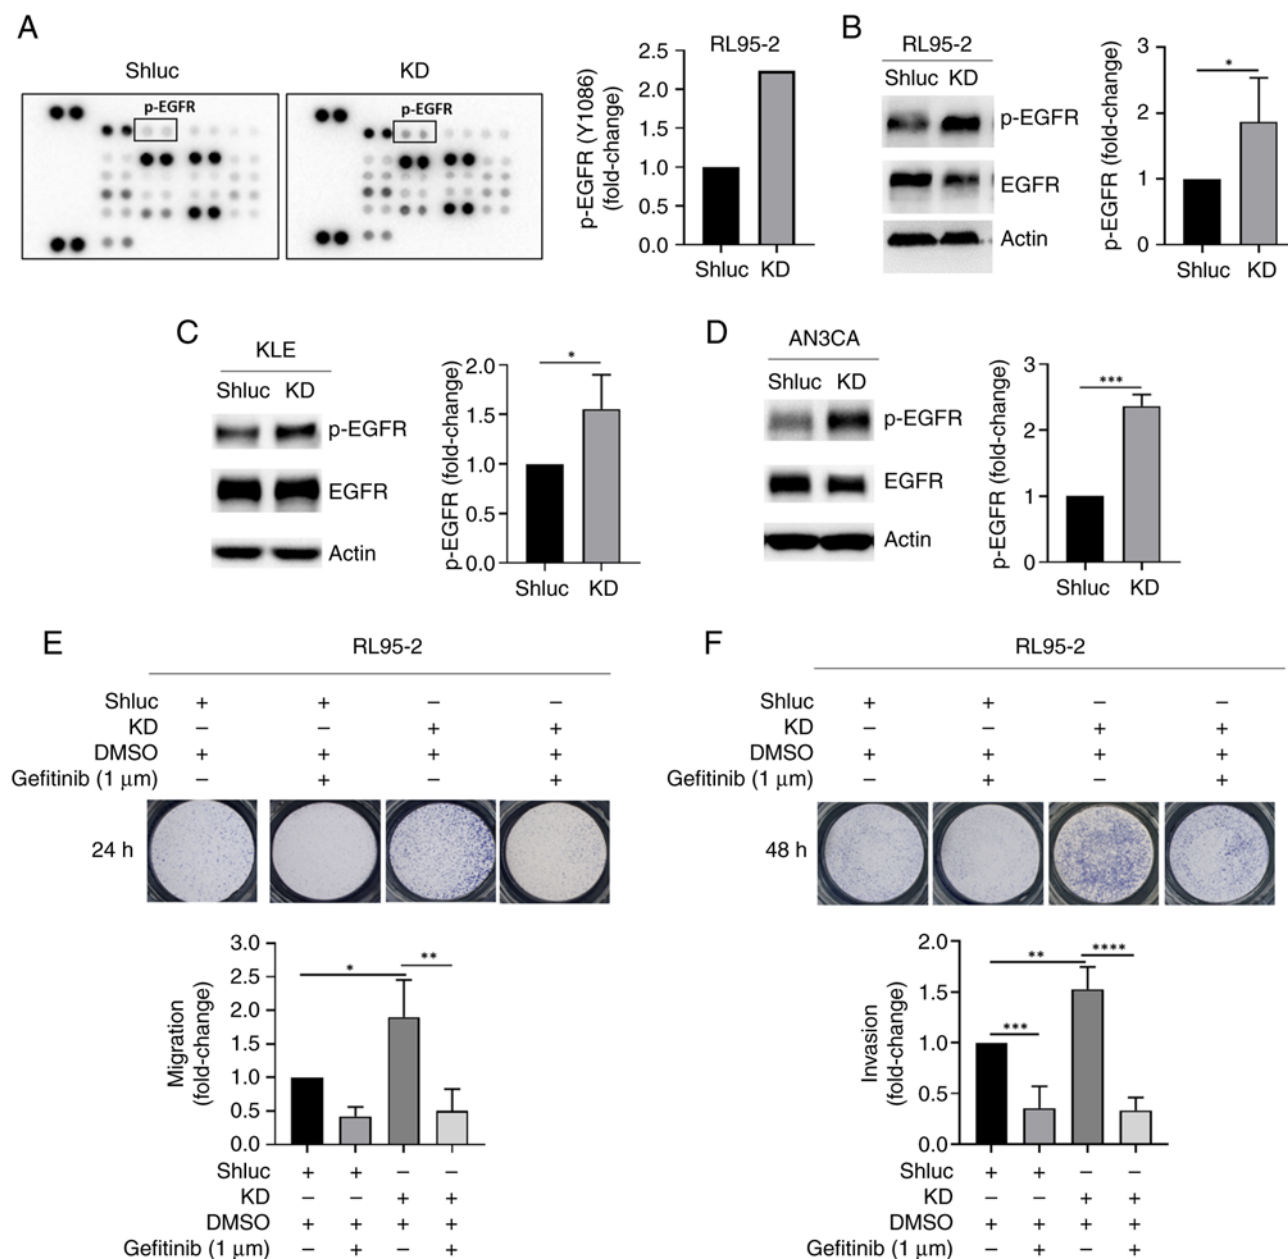 A
Shluc KD
p-EGFR p-EGFR
RL95-2
p-EGFR (Y1086)
(fold-change)
2.5
2.0
1.5
1.0
0.5
0.0
Shluc KD
B
RL95-2
Shluc KD
p-EGFR
EGFR
Actin
p-EGFR (fold-change)
3
2
1
0
*
Shluc KD
C
KLE
Shluc KD
p-EGFR
EGFR
Actin
p-EGFR (fold-change)
2.0
1.5
1.0
0.5
0.0
*
Shluc KD
D
AN3CA
Shluc KD
p-EGFR
EGFR
Actin
p-EGFR (fold-change)
3
2
1
0
***
Shluc KD
E
RL95-2
Shluc + + − −
KD − − + +
DMSO + + + +
Gefitinib (1 μm) − + − +
24 h
Migration
(fold-change)
3.0
2.5
2.0
1.5
1.0
0.5
0.0
* **
Shluc + + − −
KD − − + +
DMSO + + + +
Gefitinib (1 μm) − + − +
F
RL95-2
Shluc + + − −
KD − − + +
DMSO + + + +
Gefitinib (1 μm) − + − +
48 h
Invasion
(fold-change)
2.0
1.5
1.0
0.5
0.0
*** ** ****
Shluc + + − −
KD − − + +
DMSO + + + +
Gefitinib (1 μm) − + − +